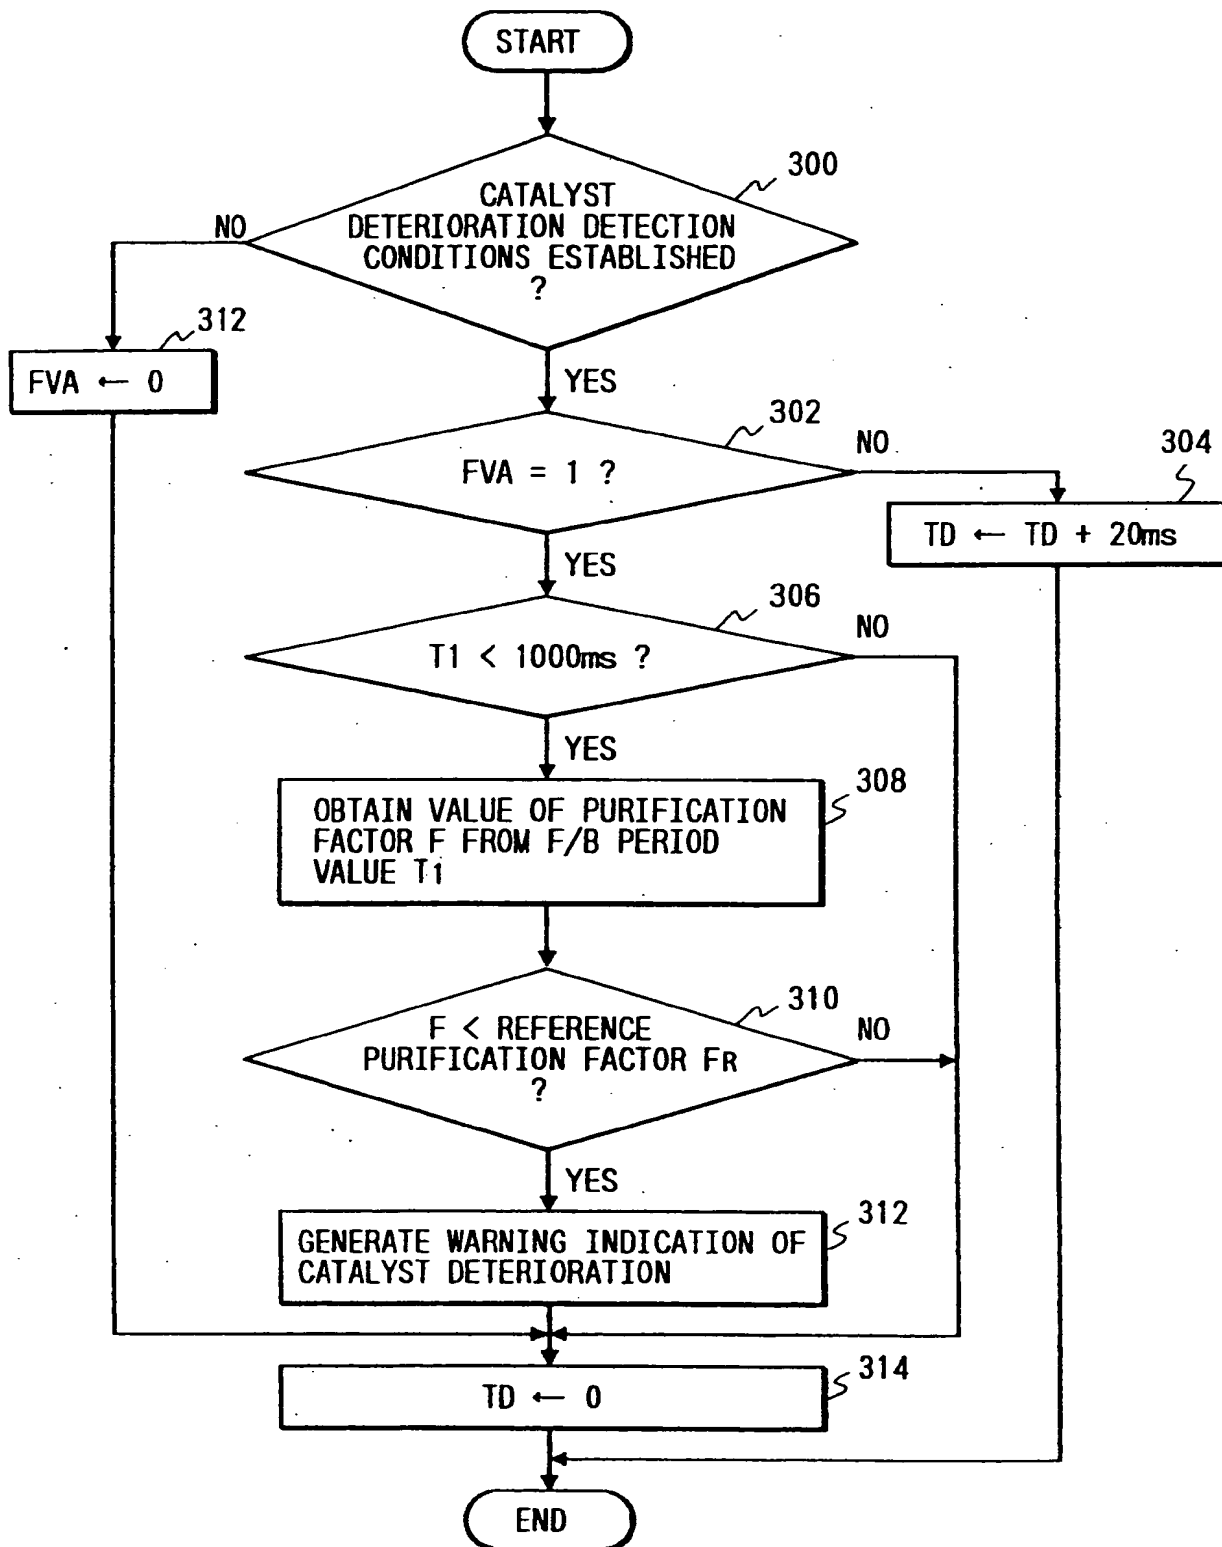 START
300
CATALYST
DETERIORATION DETECTION
CONDITIONS ESTABLISHED
?
NO
312
FVA ← 0
YES
302
FVA = 1 ?
NO
304
TD ← TD + 20ms
YES
306
T1 < 1000ms ?
NO
YES
308
OBTAIN VALUE OF PURIFICATION
FACTOR F FROM F/B PERIOD
VALUE T1
310
F < REFERENCE
PURIFICATION FACTOR FR
?
NO
YES
312
GENERATE WARNING INDICATION OF
CATALYST DETERIORATION
314
TD ← 0
END